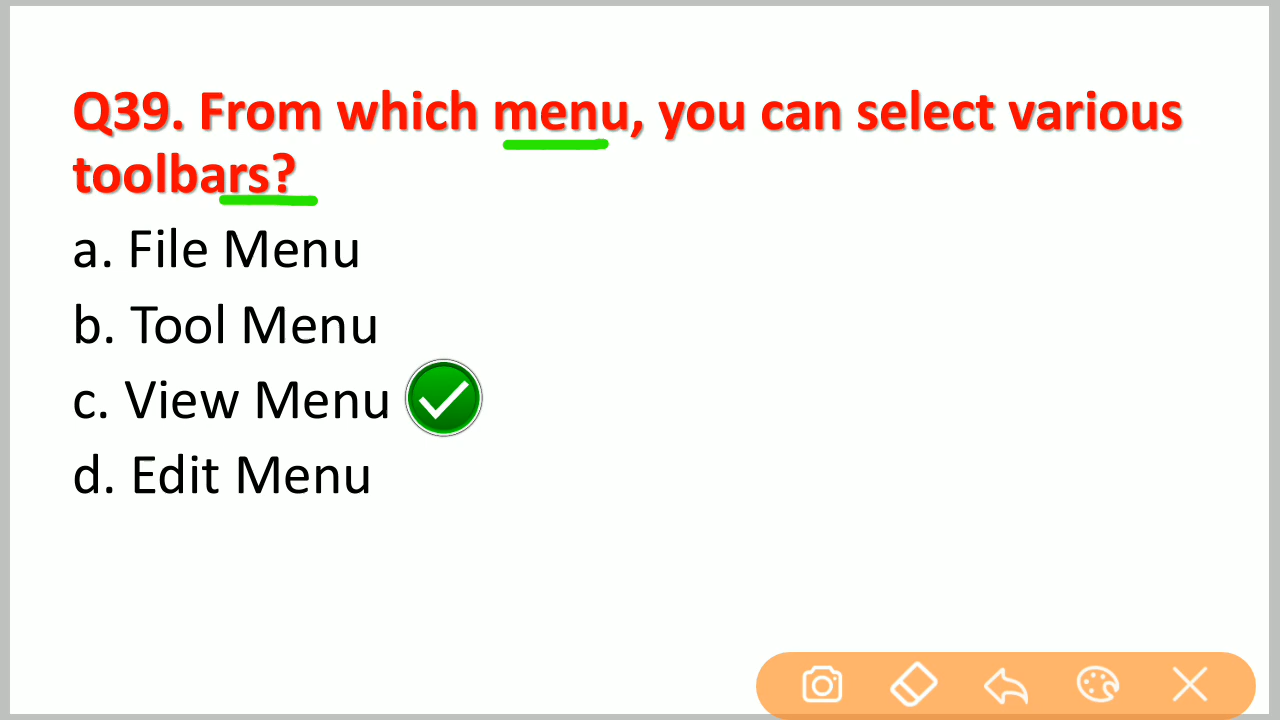 Q39. From which menu, you can select various
toolbars?
a. File Menu
b. Tool Menu
c. View Menu
d. Edit Menu